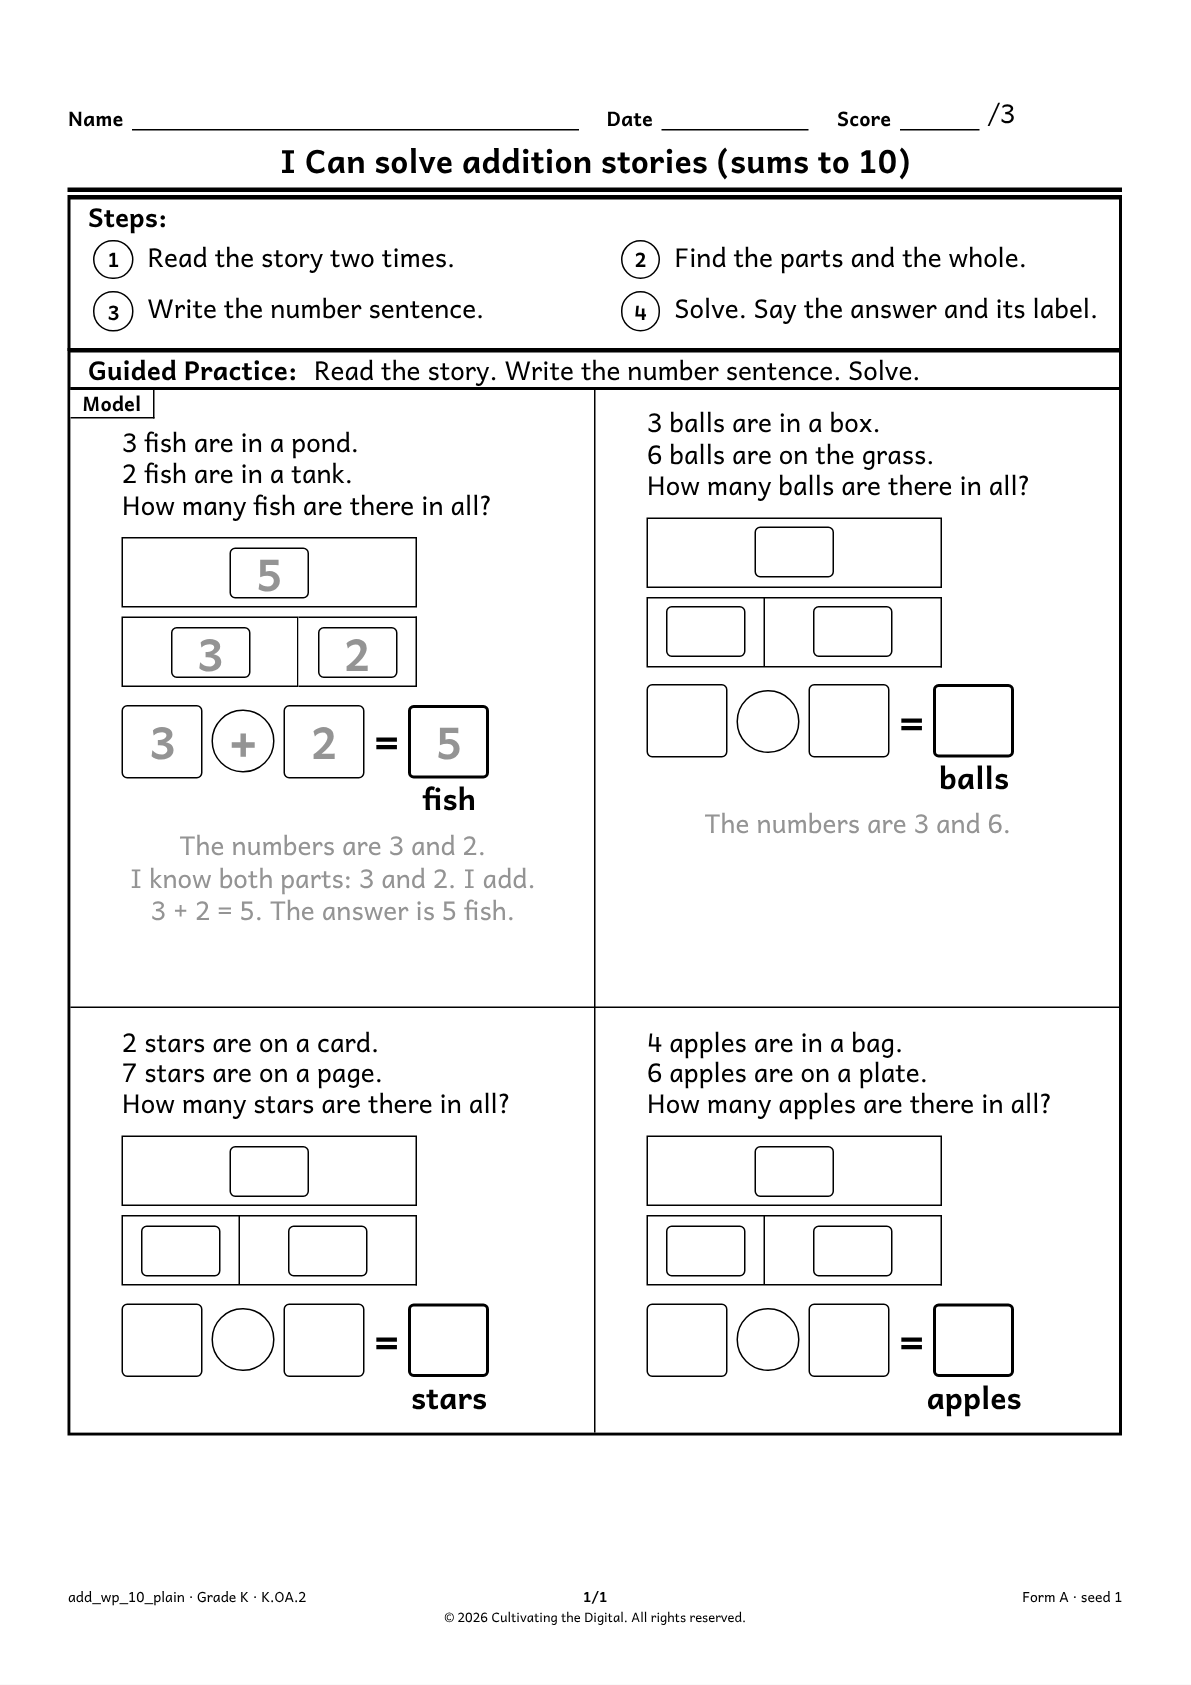 Name Date Score /3
I Can solve addition stories (sums to 10)
Steps:
1 Read the story two times.
2 Find the parts and the whole.
3 Write the number sentence.
4 Solve. Say the answer and its label.
Guided Practice: Read the story. Write the number sentence. Solve.
Model
3 fish are in a pond.
2 fish are in a tank.
How many fish are there in all?
5
3 2
3 + 2 = 5
fish
The numbers are 3 and 2.
I know both parts: 3 and 2. I add.
3 + 2 = 5. The answer is 5 fish.
3 balls are in a box.
6 balls are on the grass.
How many balls are there in all?
=
balls
The numbers are 3 and 6.
2 stars are on a card.
7 stars are on a page.
How many stars are there in all?
=
stars
4 apples are in a bag.
6 apples are on a plate.
How many apples are there in all?
=
apples
add_wp_10_plain · Grade K · K.OA.2
1/1
Form A · seed 1
© 2026 Cultivating the Digital. All rights reserved.